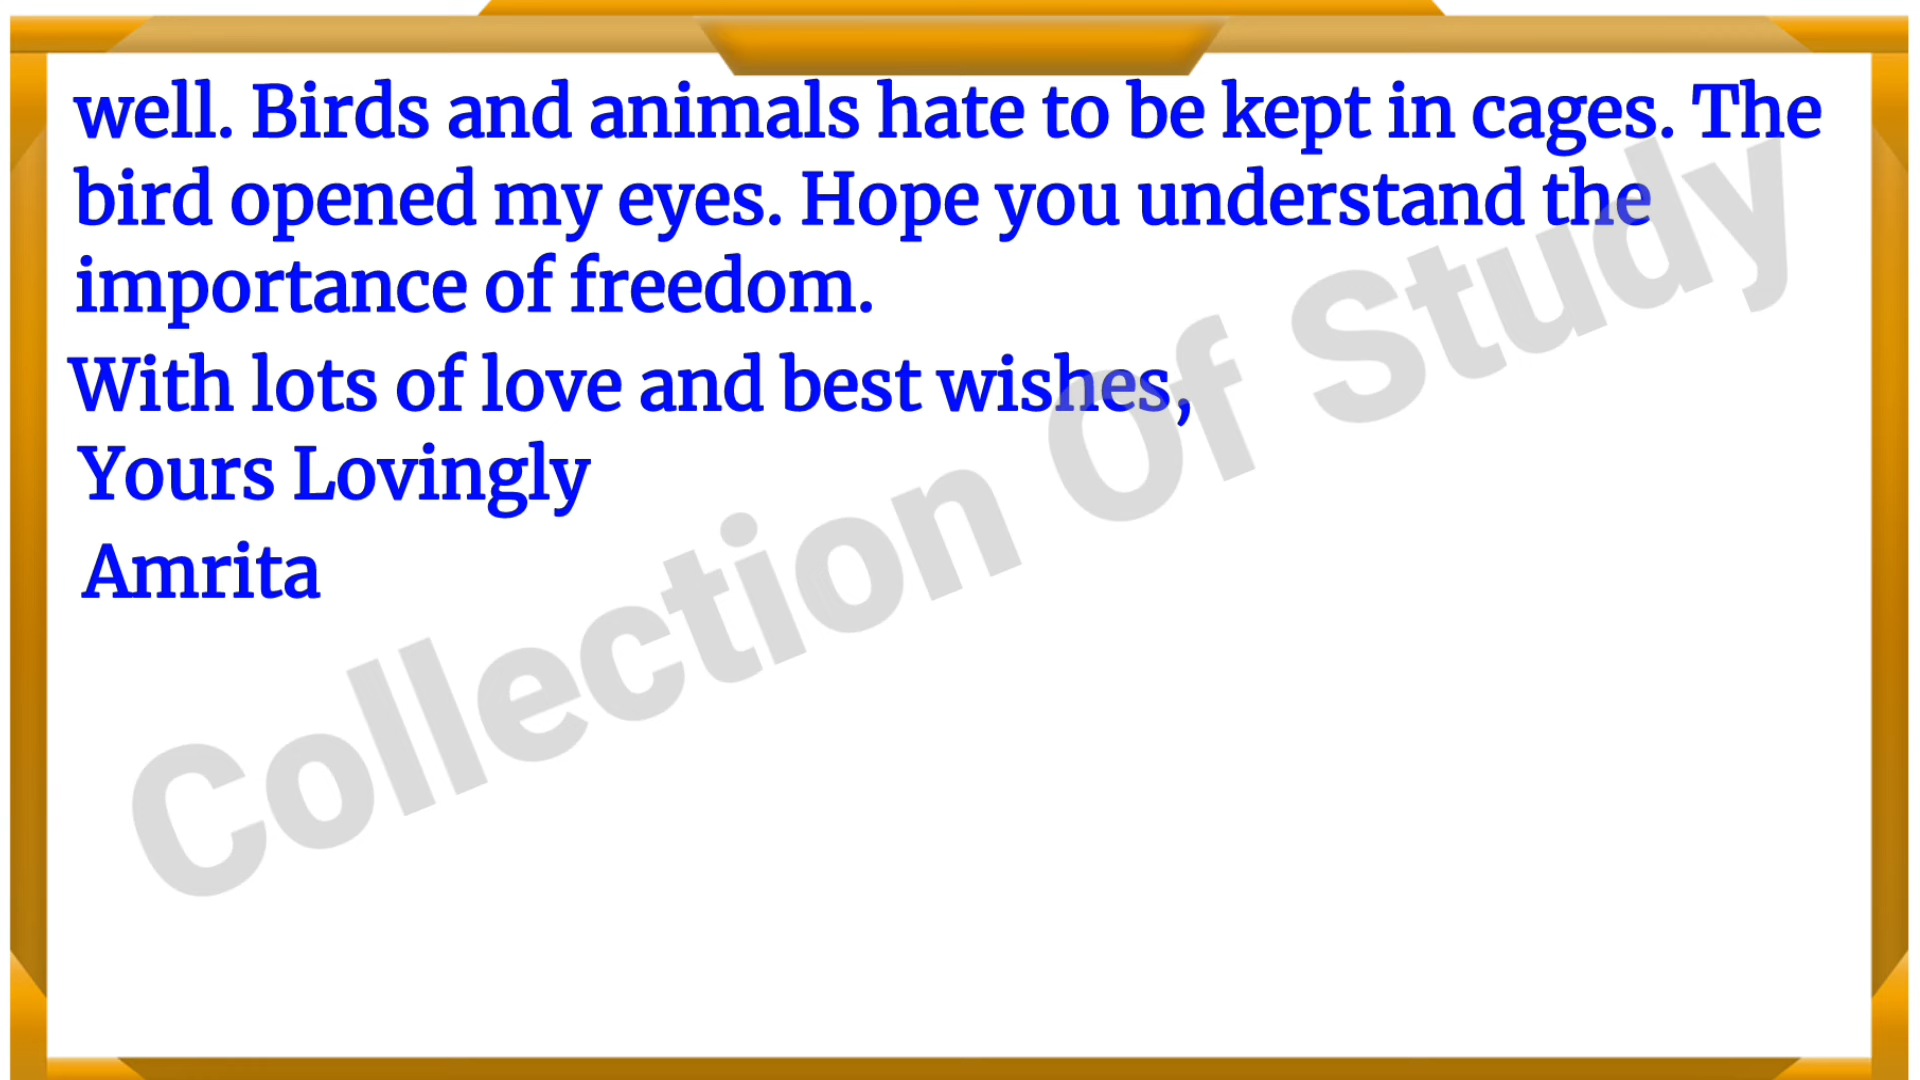 well. Birds and animals hate to be kept in cages. The
bird opened my eyes. Hope you understand the
importance of freedom.
With lots of love and best wishes,
Yours Lovingly
Amrita
Collection Of Study